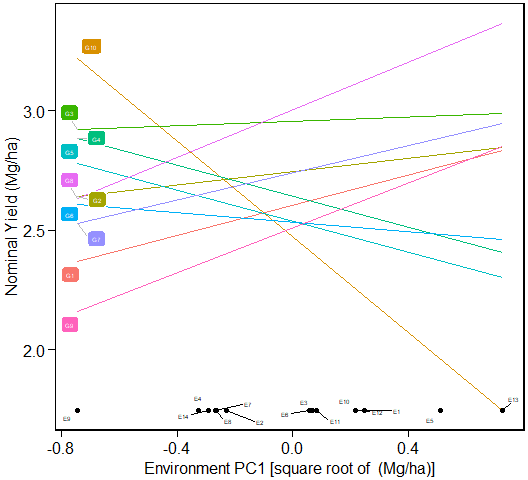 G10
G3
G4
G5
G8
G2
G6
G7
G1
G9
3.0
2.5
2.0
Nominal Yield (Mg/ha)
E9
E4
E14
E7
E8
E2
E3
E6
E11
E10
E12
E1
E5
E13
-0.8
-0.4
0.0
0.4
Environment PC1 [square root of (Mg/ha)]